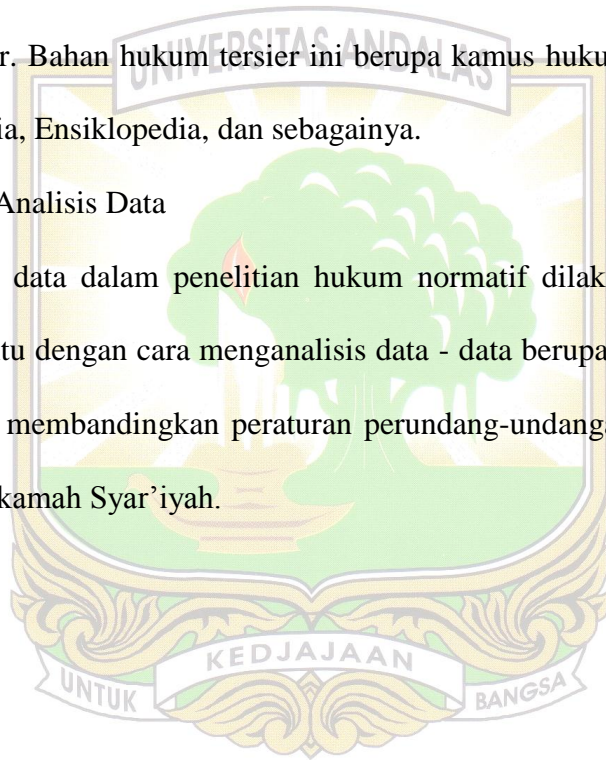 UNIVERSITAS ANDALAS
r. Bahan hukum tersier ini berupa kamus huku
ia, Ensiklopedia, dan sebagainya.
Analisis Data
data dalam penelitian hukum normatif dilak
tu dengan cara menganalisis data - data berupa
membandingkan peraturan perundang-undanga
kamah Syar’iyah.
UNTUK KEDJAJAAN BANGSA